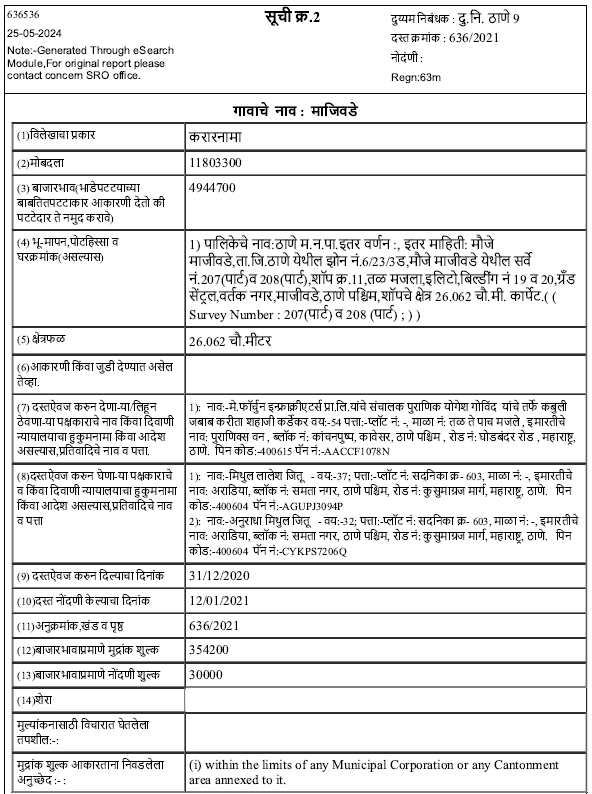 636536
25-05-2024
Note:-Generated Through eSearch
Module,For original report please
contact concern SRO office.
सूची क्र.2
दुय्यम निबंधक : दु.नि. ठाणे 9
दस्त क्रमांक : 636/2021
नोदंणी :
Regn:63m
गावाचे नाव : माजिवडे
(1)विलेखाचा प्रकार
करारनामा
(2)मोबदला
11803300
(3) बाजारभाव(भाडेपटटयाच्या
बाबतितपटटाकार आकारणी देतो की
पटटेदार ते नमुद करावे)
4944700
(4) भू-मापन,पोटहिस्सा व
घरक्रमांक(असल्यास)
1) पालिकेचे नाव:ठाणे म.न.पा.इतर वर्णन :, इतर माहिती: मौजे
माजीवडे,ता.जि.ठाणे येथील झोन नं.6/23/3ड,मौजे माजीवडे येथील सर्वे
नं.207(पार्ट)व 208(पार्ट),शॉप क्र.11,तळ मजला,इलिटो,बिल्डींग नं 19 व 20,ग्रँड
सेंट्रल,वर्तक नगर,माजीवडे,ठाणे पश्चिम,शॉपचे क्षेत्र 26.062 चौ.मी. कार्पेट.( (
Survey Number : 207(पार्ट) व 208 (पार्ट) ; ) )
(5) क्षेत्रफळ
26.062 चौ.मीटर
(6)आकारणी किंवा जुडी देण्यात असेल
तेव्हा.
(7) दस्तऐवज करुन देणा-या/लिहून
ठेवणा-या पक्षकाराचे नाव किंवा दिवाणी
न्यायालयाचा हुकुमनामा किंवा आदेश
असल्यास,प्रतिवादिचे नाव व पत्ता.
1): नाव:-मे.फॉर्चुन इन्फ्राक्रीएटर्स प्रा.लि.यांचे संचालक पुराणिक योगेश गोविंद यांचे तर्फे कबुली
जबाब करीता शहाजी कर्डेकर वय:-54 पत्ता:-प्लॉट नं: -, माळा नं: तळ ते पाच मजले , इमारतीचे
नाव: पुराणिक्स वन , ब्लॉक नं: कांचनपुष्प, कावेसर, ठाणे पश्चिम , रोड नं: घोडबंदर रोड , महाराष्ट्र,
ठाणे. पिन कोड:-400615 पॅन नं:-AACCF1078N
(8)दस्तऐवज करुन घेणा-या पक्षकाराचे
व किंवा दिवाणी न्यायालयाचा हुकुमनामा
किंवा आदेश असल्यास,प्रतिवादिचे नाव
व पत्ता
1): नाव:-मिथुल लालेश जितू - वय:-37; पत्ता:-प्लॉट नं: सदनिका क्र- 603, माळा नं: -, इमारतीचे
नाव: अराडिया, ब्लॉक नं: समता नगर, ठाणे पश्चिम, रोड नं: कुसुमाग्रज मार्ग, महाराष्ट्र, ठाणे. पिन
कोड:-400604 पॅन नं:-AGUPJ3094P
2): नाव:-अनुराधा मिथुल जितू - वय:-32; पत्ता:-प्लॉट नं: सदनिका क्र- 603, माळा नं: -, इमारतीचे
नाव: अराडिया, ब्लॉक नं: समता नगर, ठाणे पश्चिम, रोड नं: कुसुमाग्रज मार्ग, महाराष्ट्र, ठाणे. पिन
कोड:-400604 पॅन नं:-CYKPS7206Q
(9) दस्तऐवज करुन दिल्याचा दिनांक
31/12/2020
(10)दस्त नोंदणी केल्याचा दिनांक
12/01/2021
(11)अनुक्रमांक,खंड व पृष्ठ
636/2021
(12)बाजारभावाप्रमाणे मुद्रांक शुल्क
354200
(13)बाजारभावाप्रमाणे नोंदणी शुल्क
30000
(14)शेरा
मुल्यांकनासाठी विचारात घेतलेला
तपशील:-:
मुद्रांक शुल्क आकारताना निवडलेला
अनुच्छेद :- :
(i) within the limits of any Municipal Corporation or any Cantonment
area annexed to it.